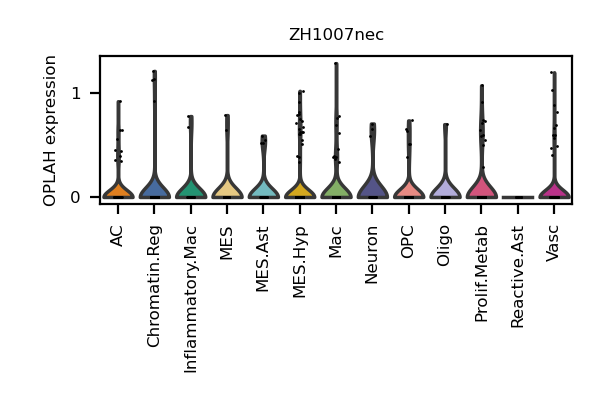 ZH1007nec
OPLAH expression
1
0
AC
Chromatin.Reg
Inflammatory.Mac
MES
MES.Ast
MES.Hyp
Mac
Neuron
OPC
Oligo
Prolif.Metab
Reactive.Ast
Vasc